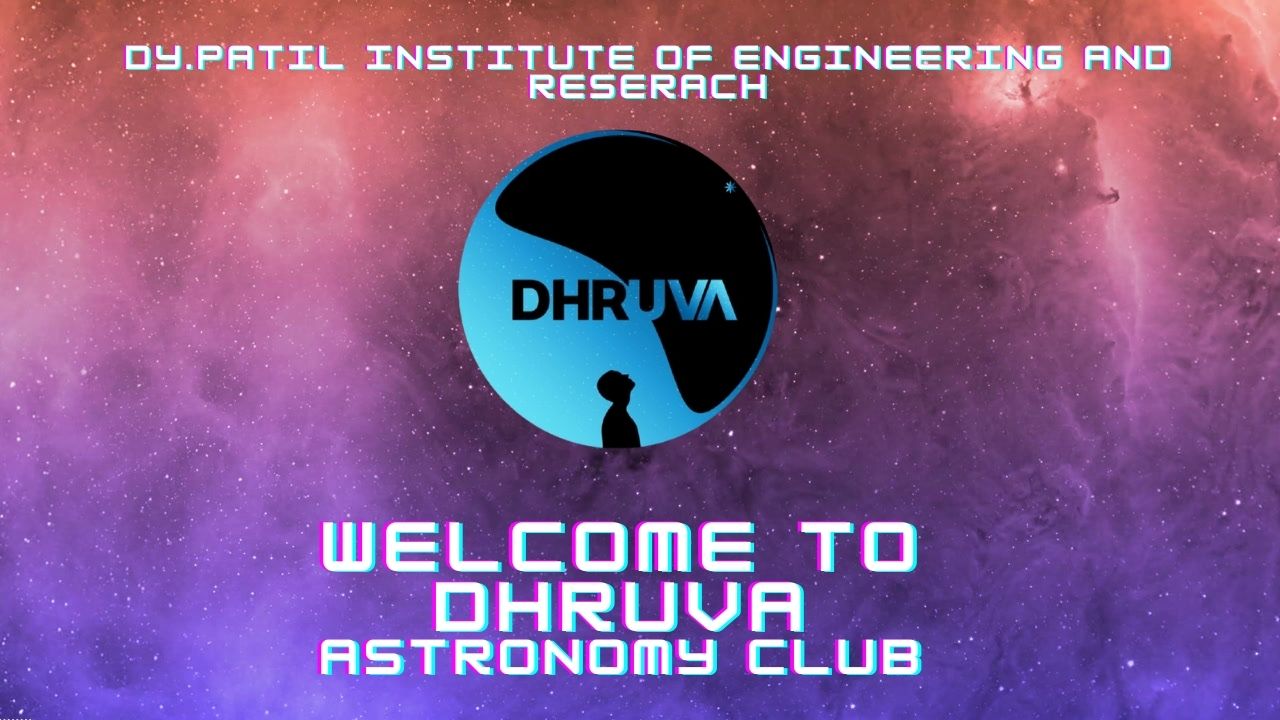 DY.PATIL INSTITUTE OF ENGINEERING AND
RESERACH
DHRUVA
WELCOME TO
DHRUVA
ASTRONOMY CLUB